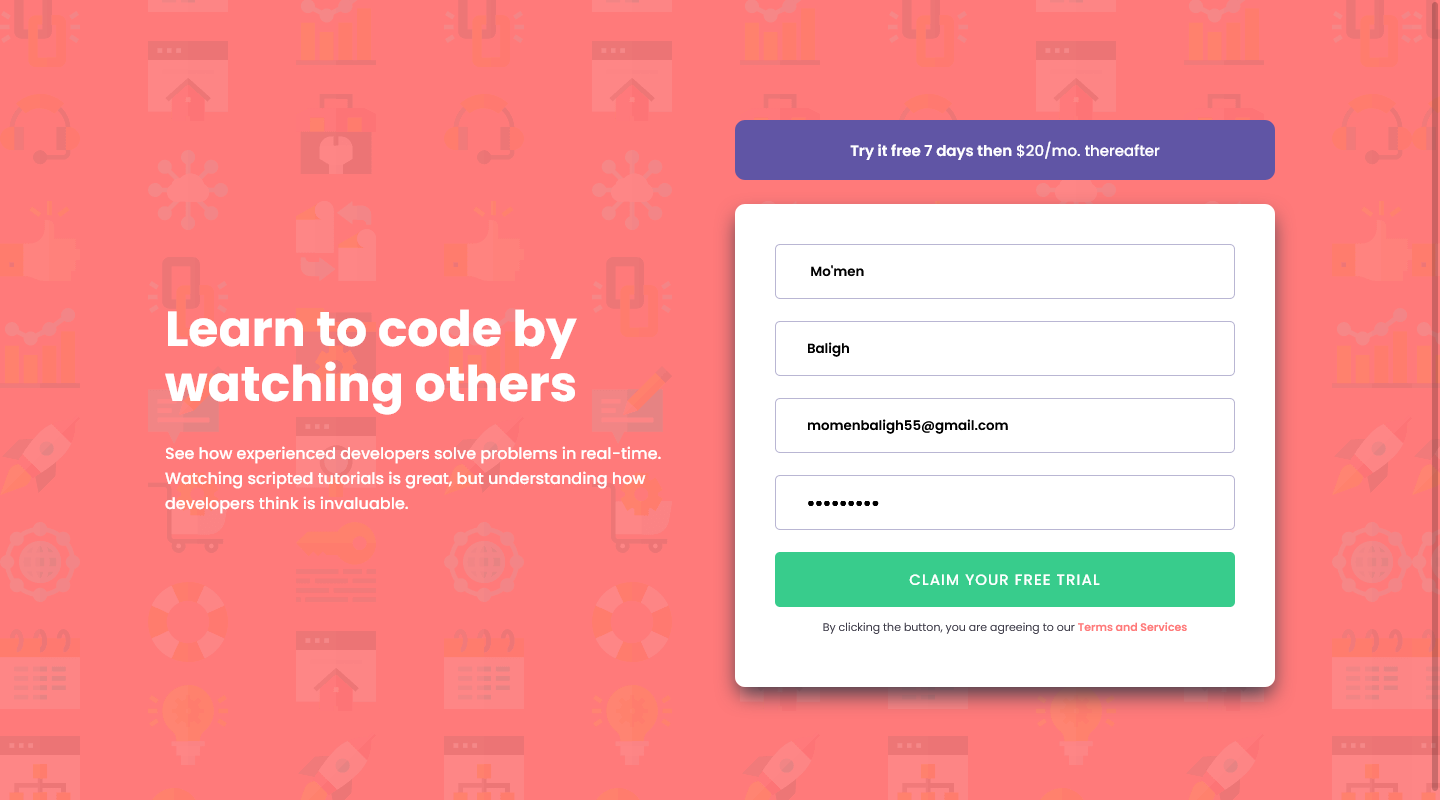 Try it free 7 days then $20/mo. thereafter
Mo'men
Baligh
momenbaligh55@gmail.com
•••••••••
CLAIM YOUR FREE TRIAL
By clicking the button, you are agreeing to our Terms and Services
Learn to code by
watching others
See how experienced developers solve problems in real-time.
Watching scripted tutorials is great, but understanding how
developers think is invaluable.